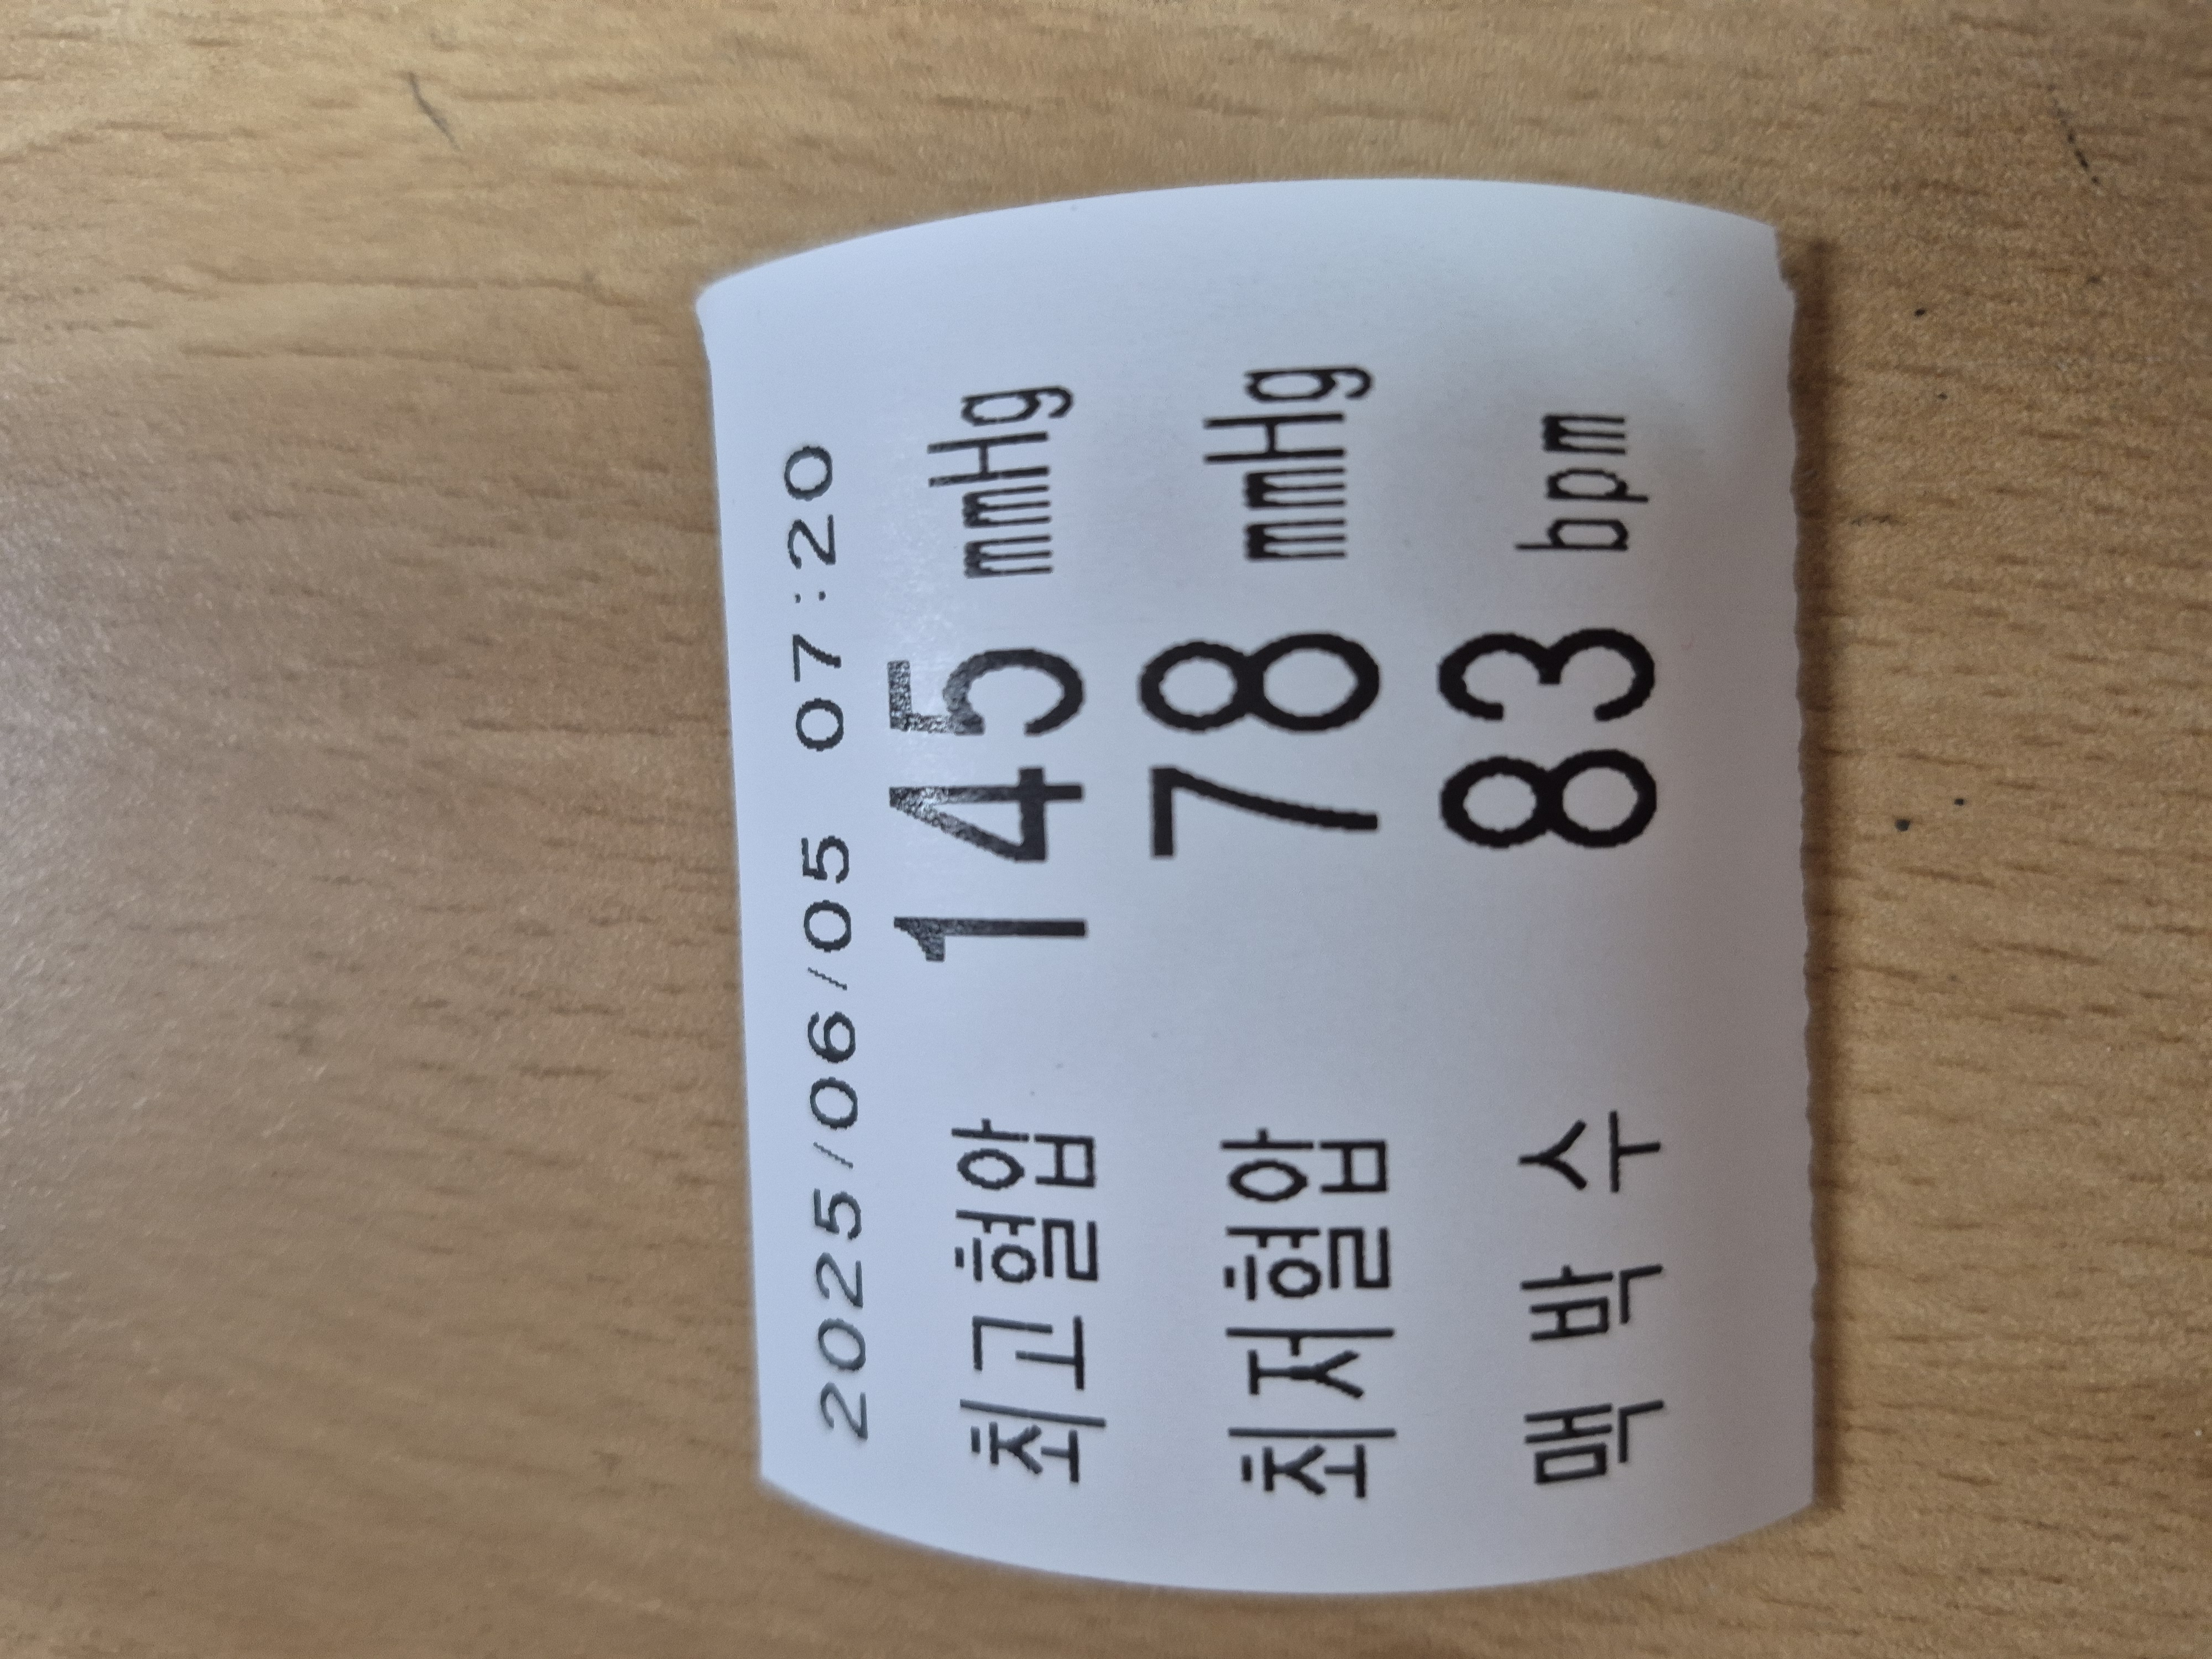 2025/06/05 07:20
최고혈압 145 mmHg
최저혈압 78 mmHg
맥박수 83 bpm